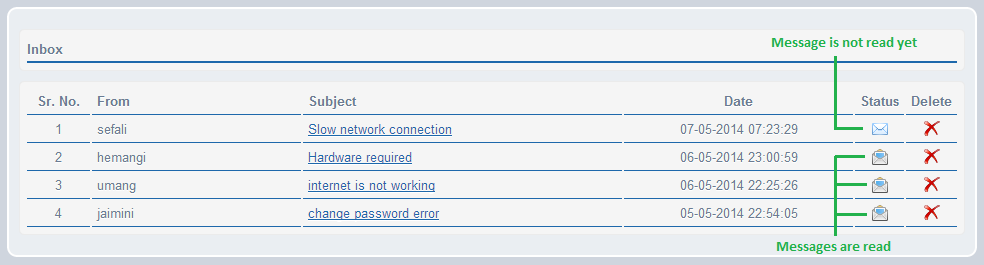 Message is not read yet
Inbox
Sr. No. From Subject Date Status Delete
1 sefali Slow network connection 07-05-2014 07:23:29
2 hemangi Hardware required 06-05-2014 23:00:59
3 umang internet is not working 06-05-2014 22:25:26
4 jaimini change password error 05-05-2014 22:54:05
Messages are read